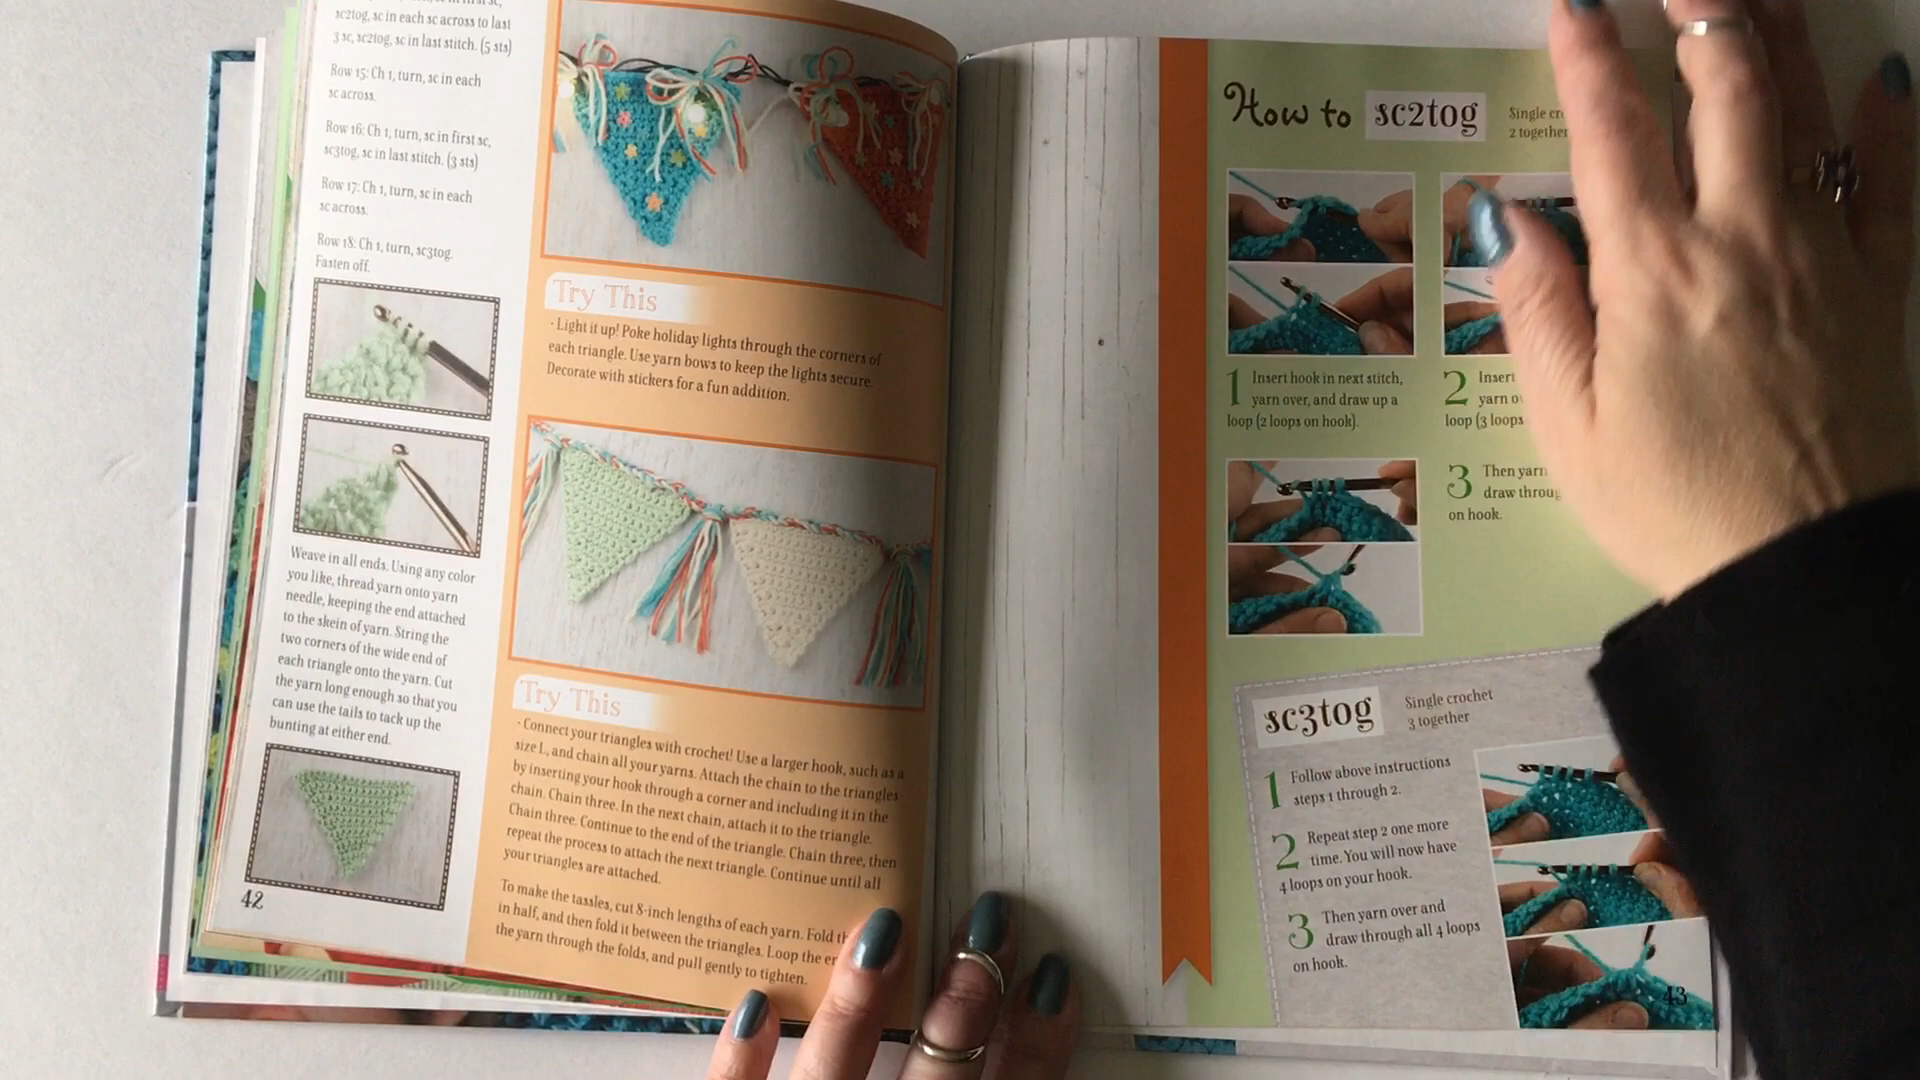 sc2tog, sc in each sc across to last
3 sc, sc2tog, sc in last stitch. (5 sts)
Row 15: Ch 1, turn, sc in each
sc across.
Row 16: Ch 1, turn, sc in first sc,
sc3tog, sc in last stitch. (3 sts)
Row 17: Ch 1, turn, sc in each
sc across.
Row 18: Ch 1, turn, sc3tog.
Fasten off.
Weave in all ends. Using any color
you like, thread yarn onto yarn
needle, keeping the end attached
to the skein of yarn. String the
two corners of the wide end of
each triangle onto the yarn. Cut
the yarn long enough so that you
can use the tails to tack up the
bunting at either end.
42
Try This
· Light it up! Poke holiday lights through the corners of
each triangle. Use yarn bows to keep the lights secure.
Decorate with stickers for a fun addition.
Try This
· Connect your triangles with crochet! Use a larger hook, such as a
size L, and chain all your yarns. Attach the chain to the triangles
by inserting your hook through a corner and including it in the
chain. Chain three. In the next chain, attach it to the triangle.
Chain three. Continue to the end of the triangle. Chain three, then
repeat the process to attach the next triangle. Continue until all
your triangles are attached.
To make the tassles, cut 8-inch lengths of each yarn. Fold
in half, and then fold it between the triangles. Loop the
the yarn through the folds, and pull gently to tighten.
How to sc2tog
Single
2 together
1 Insert hook in next stitch,
yarn over, and draw up a
loop (2 loops on hook).
2 Insert
yarn
loop (3 loops
3 Then yarn
draw
on hook.
sc3tog
Single crochet
3 together
1 Follow above instructions
steps 1 through 2.
2 Repeat step 2 one more
time. You will now have
4 loops on your hook.
3 Then yarn over and
draw through all 4 loops
on hook.
43